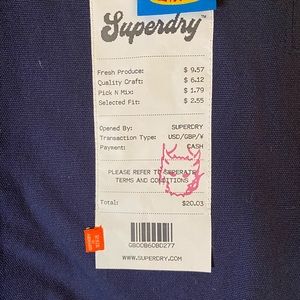 Superdry™
Fresh Produce: $ 9.57
Quality Craft: $ 6.12
Pick N Mix: $ 1.79
Selected Fit: $ 2.55
Opened By: SUPERDRY
Transaction Type: USD/GBP/¥
Payment: CASH
PLEASE REFER TO SEPERATE
TERMS AND CONDITIONS
Total: $20.03
GB00B60BD277
WWW.SUPERDRY.COM